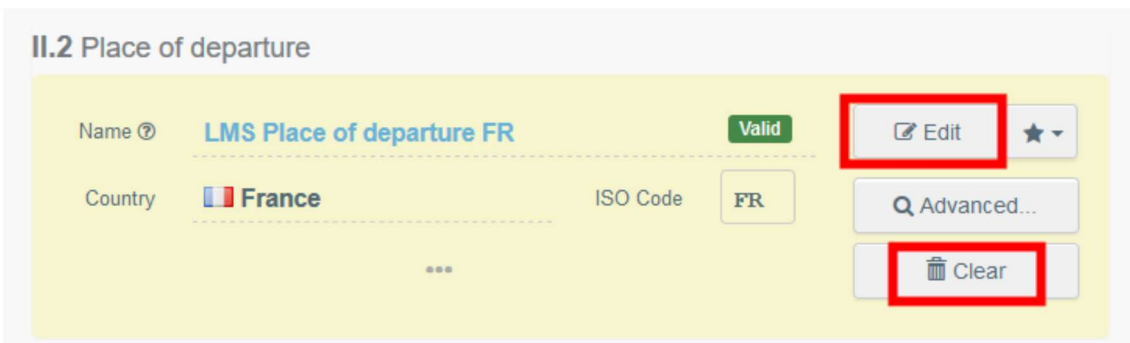 II.2 Place of departure
Name LMS Place of departure FR Valid Edit
Country France ISO Code FR Advanced...
Clear